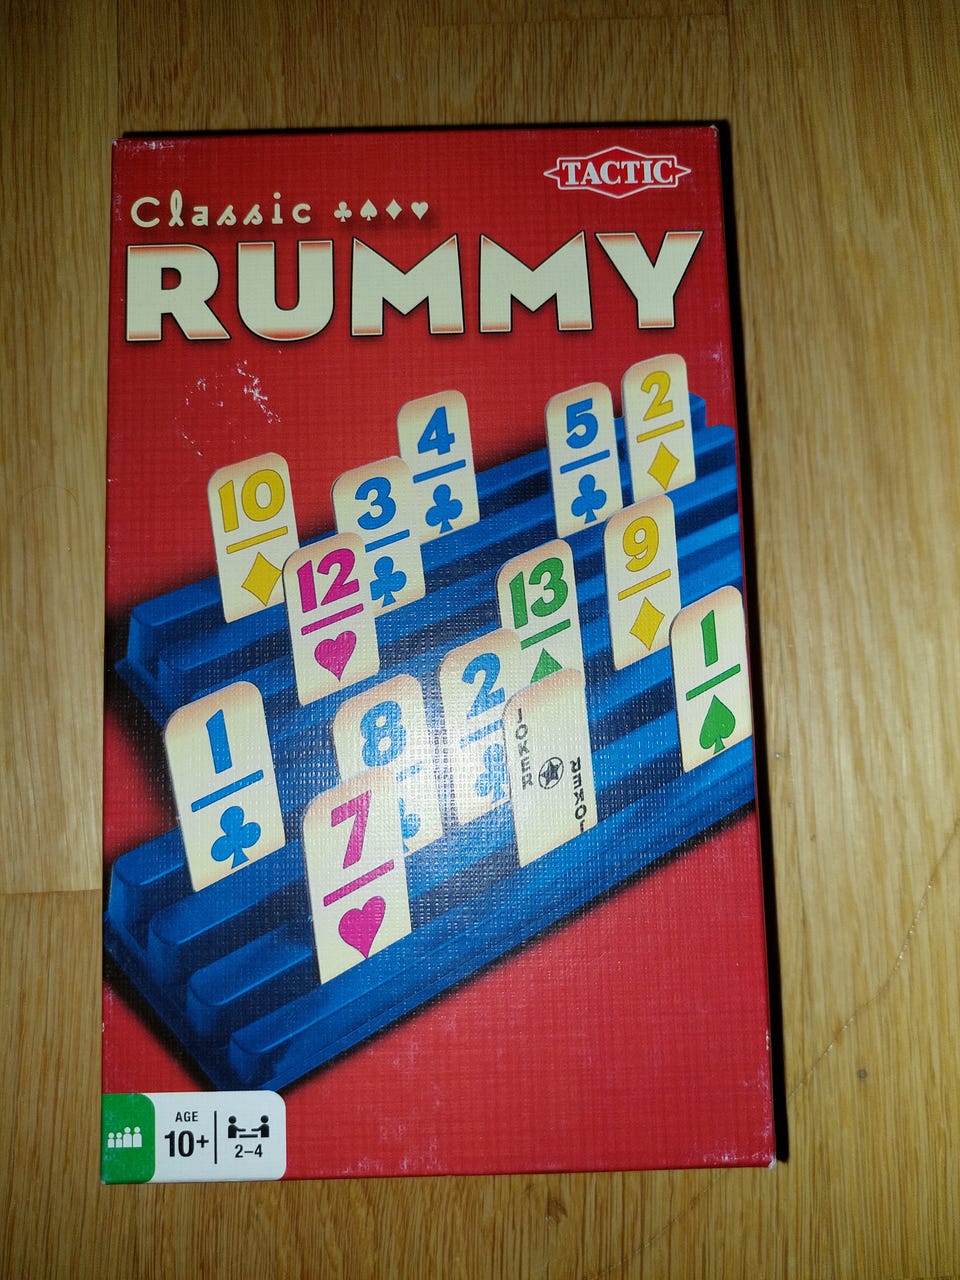 TACTIC
Classic ♣♠♦♥
RUMMY
2
4
5
10
3
9
12
13
1
2
1
8
7
JOKER
JOKER
AGE
10+
2–4